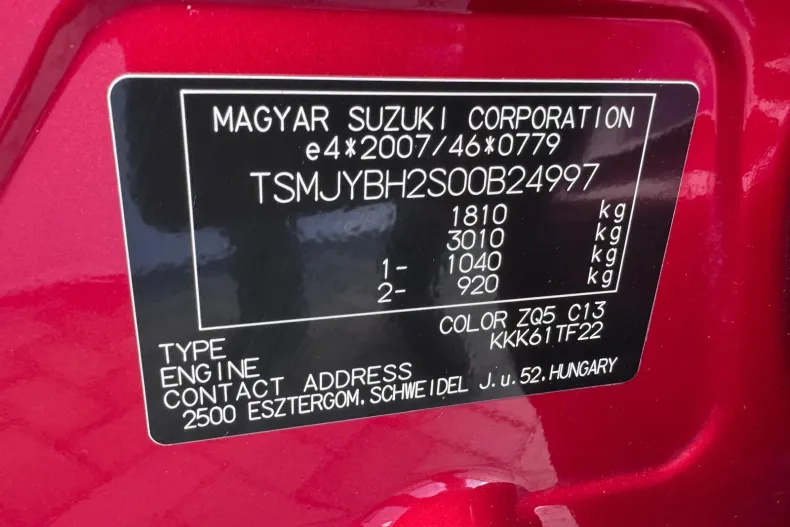 MAGYAR SUZUKI CORPORATION
e4*2007/46*0779
TSMJYBH2S00B24997
1810 kg
3010 kg
1- 1040 kg
2- 920 kg
COLOR ZQ5 C13
TYPE KKK61TF22
ENGINE
CONTACT ADDRESS
2500 ESZTERGOM, SCHWEIDEL J.u.52.HUNGARY